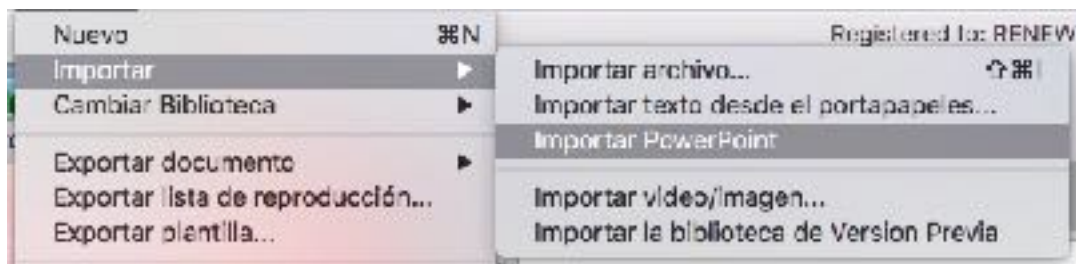 Nuevo ⌘N
Importar
Cambiar Biblioteca
Exportar documento
Exportar lista de reproducción...
Exportar plantilla...
Registered to: RENEW
Importar archivo... ⇧⌘I
Importar texto desde el portapapeles...
Importar PowerPoint
Importar video/imagen...
Importar la biblioteca de Version Previa